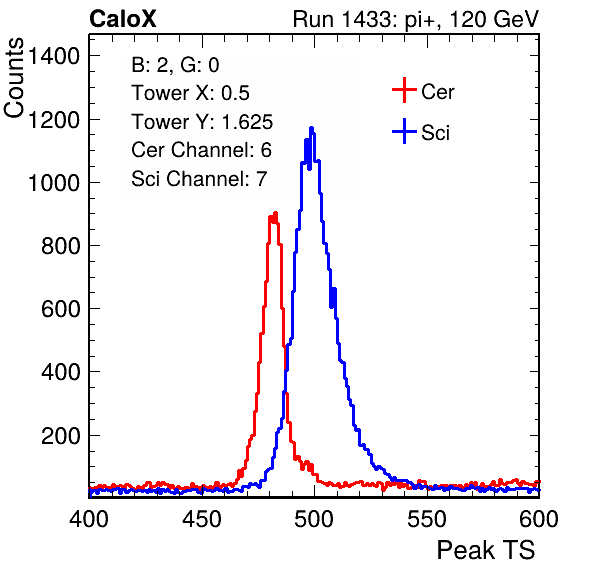 CaloX Run 1433: pi+, 120 GeV
Counts
B: 2, G: 0
Tower X: 0.5
Tower Y: 1.625
Cer Channel: 6
Sci Channel: 7
Cer
Sci
1400
1200
1000
800
600
400
200
400 450 500 550 600
Peak TS